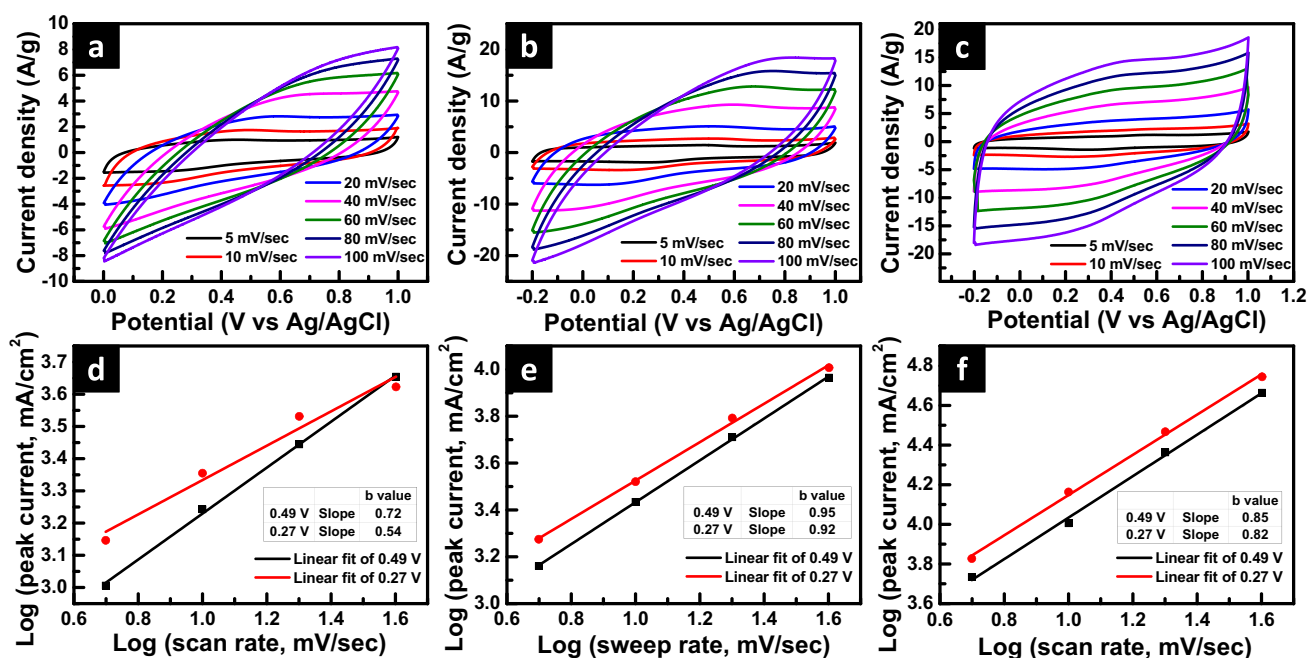 a
Current density (A/g)
10
8
6
4
2
0
-2
-4
-6
-8
-10
0.0 0.2 0.4 0.6 0.8 1.0
Potential (V vs Ag/AgCl)
20 mV/sec
40 mV/sec
60 mV/sec
5 mV/sec 80 mV/sec
10 mV/sec 100 mV/sec
b
Current density (A/g)
20
10
0
-10
-20
-0.2 0.0 0.2 0.4 0.6 0.8 1.0
Potential (V vs Ag/AgCl)
20 mV/sec
40 mV/sec
60 mV/sec
5 mV/sec 80 mV/sec
10 mV/sec 100 mV/sec
c
Current density (A/g)
20
15
10
5
0
-5
-10
-15
-20
-0.2 0.0 0.2 0.4 0.6 0.8 1.0 1.2
Potential (V vs Ag/AgCl)
20 mV/sec
40 mV/sec
60 mV/sec
5 mV/sec 80 mV/sec
10 mV/sec 100 mV/sec
d
Log (peak current, mA/cm²)
3.7
3.6
3.5
3.4
3.3
3.2
3.1
3.0
0.6 0.8 1.0 1.2 1.4 1.6
Log (scan rate, mV/sec)
b value
0.49 V Slope 0.72
0.27 V Slope 0.54
Linear fit of 0.49 V
Linear fit of 0.27 V
e
Log (peak current, mA/cm²)
4.0
3.8
3.6
3.4
3.2
3.0
0.6 0.8 1.0 1.2 1.4 1.6
Log (sweep rate, mV/sec)
b value
0.49 V Slope 0.95
0.27 V Slope 0.92
Linear fit of 0.49 V
Linear fit of 0.27 V
f
Log (peak current, mA/cm²)
4.8
4.6
4.4
4.2
4.0
3.8
3.6
0.6 0.8 1.0 1.2 1.4 1.6
Log (scan rate, mV/sec)
b value
0.49 V Slope 0.85
0.27 V Slope 0.82
Linear fit of 0.49 V
Linear fit of 0.27 V